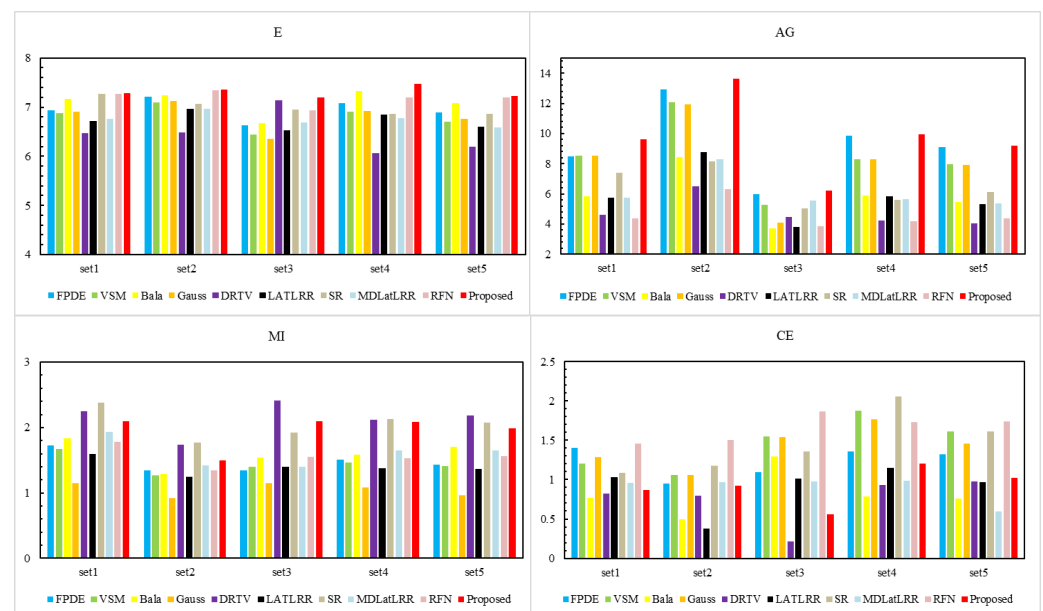 E
8
7
6
5
4
set1 set2 set3 set4 set5
FPDE VSM Bala Gauss DRTV LATLRR SR MDLatLRR RFN Proposed
AG
14
12
10
8
6
4
2
set1 set2 set3 set4 set5
FPDE VSM Bala Gauss DRTV LATLRR SR MDLatLRR RFN Proposed
MI
3
2
1
0
set1 set2 set3 set4 set5
FPDE VSM Bala Gauss DRTV LATLRR SR MDLatLRR RFN Proposed
CE
2.5
2
1.5
1
0.5
0
set1 set2 set3 set4 set5
FPDE VSM Bala Gauss DRTV LATLRR SR MDLatLRR RFN Proposed